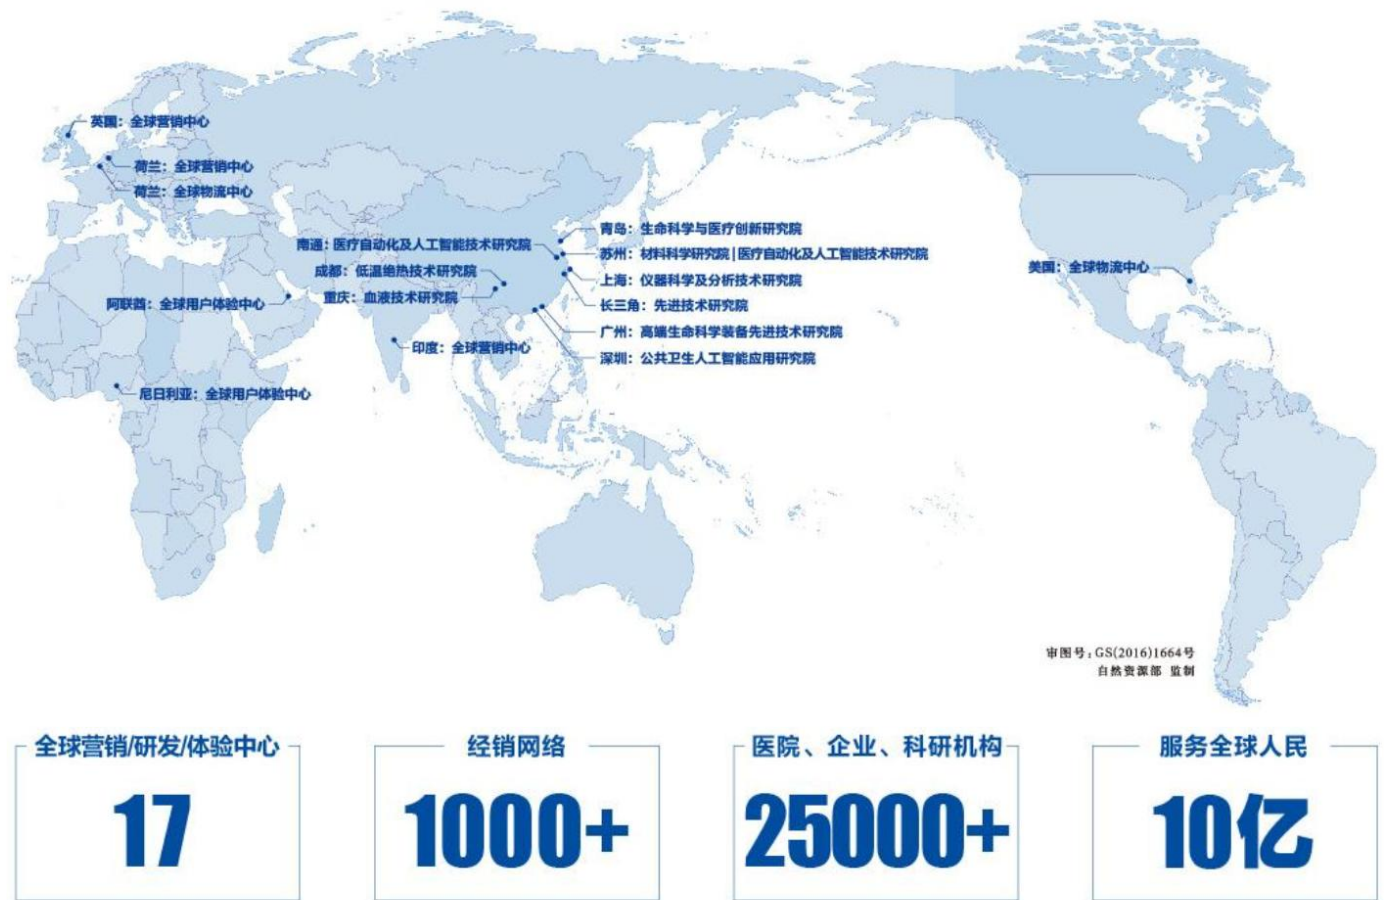 英国：全球营销中心
荷兰：全球营销中心
荷兰：全球物流中心
南通：医疗自动化及人工智能技术研究院
成都：低温绝热技术研究院
重庆：血液技术研究院
阿联酋：全球用户体验中心
印度：全球营销中心
尼日利亚：全球用户体验中心
青岛：生命科学与医疗创新研究院
苏州：材料科学研究院|医疗自动化及人工智能技术研究院
上海：仪器科学及分析技术研究院
长三角：先进技术研究院
广州：高端生命科学装备先进技术研究院
深圳：公共卫生人工智能应用研究院
美国：全球物流中心
审图号：GS(2016)1664号
自然资源部 监制
全球营销/研发/体验中心
17
经销网络
1000+
医院、企业、科研机构
25000+
服务全球人民
10亿